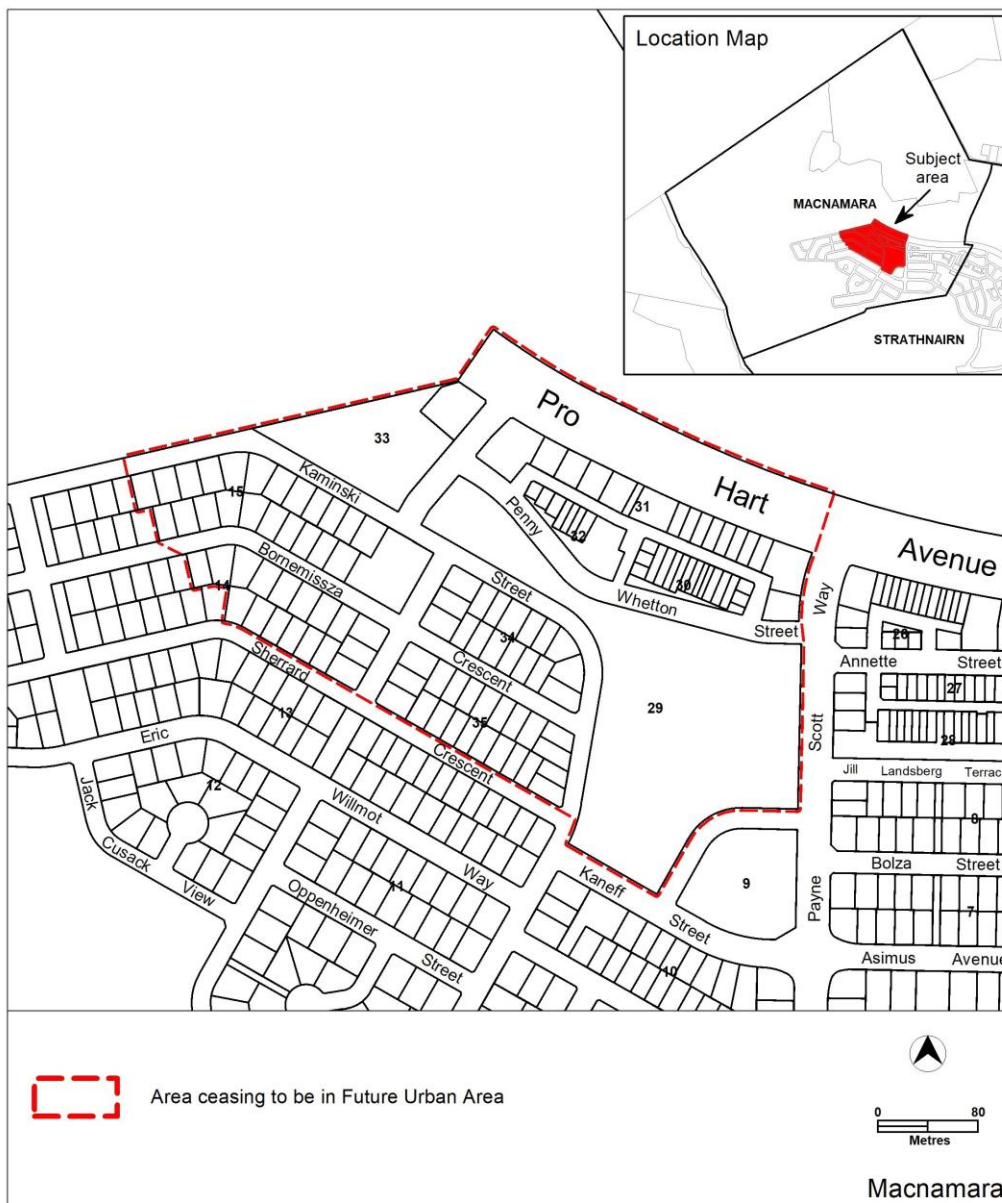 Location Map
Subject
area
MACNAMARA
STRATHNAIRN
Pro
Hart
Avenue
33
Kaminski
Street
15
Bornemissza
Crescent
14
Sherrard
Crescent
31
Penny
32
30
Whetton
Street
Way
Scott
Payne
26
Annette
Street
27
28
34
35
29
13
Eric
Willmot
Way
12
Jack
Cusack
View
Jill
Landsberg
Terrac
8
Bolza
Street
9
7
11
Oppenheimer
Street
Kaneff
Street
10
Asimus
Avenue
Area ceasing to be in Future Urban Area
0
80
Metres
Macnamara